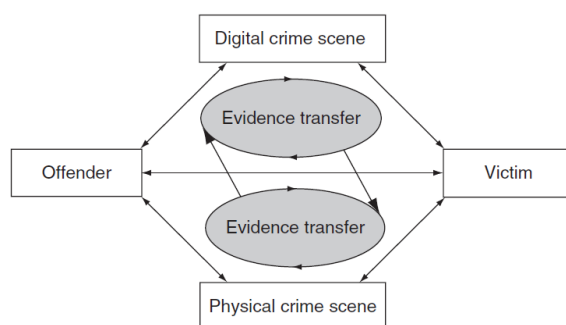 Digital crime scene
Evidence transfer
Offender
Victim
Evidence transfer
Physical crime scene